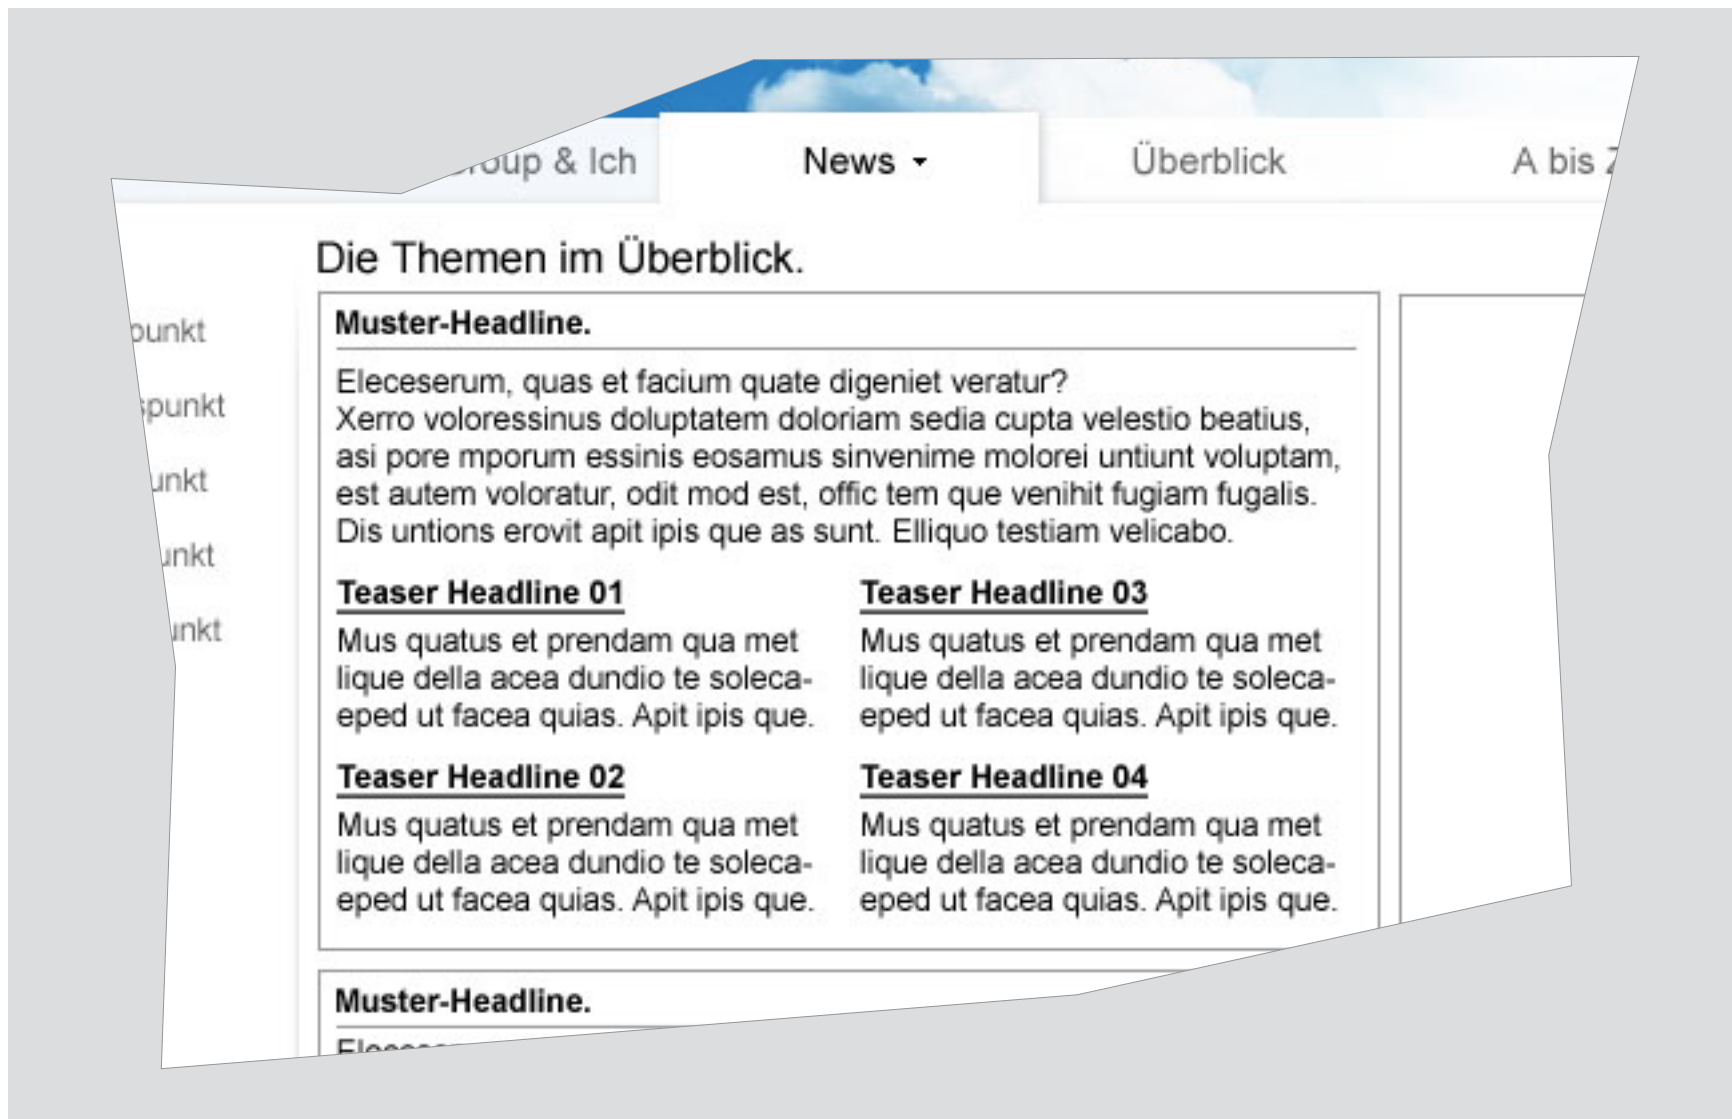 & Ich
News
Überblick
A bis
Die Themen im Überblick.
punkt
spunkt
unkt
unkt
unkt
Muster-Headline.
Eleceserum, quas et facium quate digeniet veratur?
Xerro voloressinus doluptatem doloriam sedia cupta velestio beatius,
asi pore mporum essinis eosamus sinvenime molorei untiunt voluptam,
est autem voloratur, odit mod est, offic tem que venihit fugiam fugalis.
Dis untions erovit apit ipis que as sunt. Elliquo testiam velicabo.
Teaser Headline 01
Mus quatus et prendam qua met
lique della acea dundio te soleca-
eped ut facea quias. Apit ipis que.
Teaser Headline 02
Mus quatus et prendam qua met
lique della acea dundio te soleca-
eped ut facea quias. Apit ipis que.
Teaser Headline 03
Mus quatus et prendam qua met
lique della acea dundio te soleca-
eped ut facea quias. Apit ipis que.
Teaser Headline 04
Mus quatus et prendam qua met
lique della acea dundio te soleca-
eped ut facea quias. Apit ipis que.
Muster-Headline.